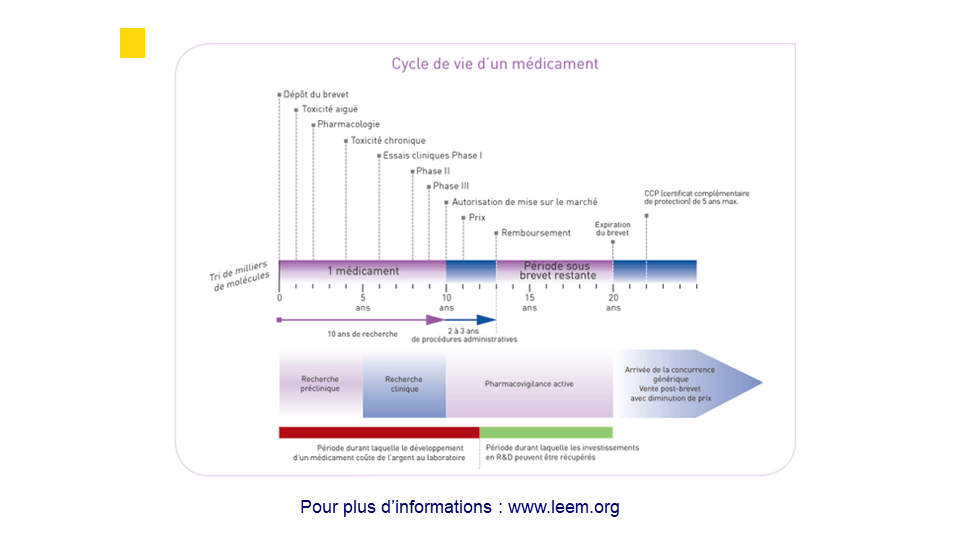 Cycle de vie d'un médicament
Dépôt du brevet
Toxicité aiguë
Pharmacologie
Toxicité chronique
Essais cliniques Phase I
Phase II
Phase III
Autorisation de mise sur le marché
Prix
Remboursement
Expiration
du brevet
CCP (certificat complémentaire
de protection) de 5 ans max.
Tri de milliers
de molécules
1 médicament
Période sous
brevet restante
0
5
ans
10
ans
15
ans
20
ans
10 ans de recherche
2 à 3 ans
de procédures administratives
Recherche
préclinique
Recherche
clinique
Pharmacovigilance active
Arrivée de la concurrence
générique
Vente post-brevet
avec diminution de prix
Période durant laquelle le développement
d'un médicament coûte de l'argent au laboratoire
Période durant laquelle les investissements
en R&D peuvent être récupérés
Pour plus d'informations : www.leem.org